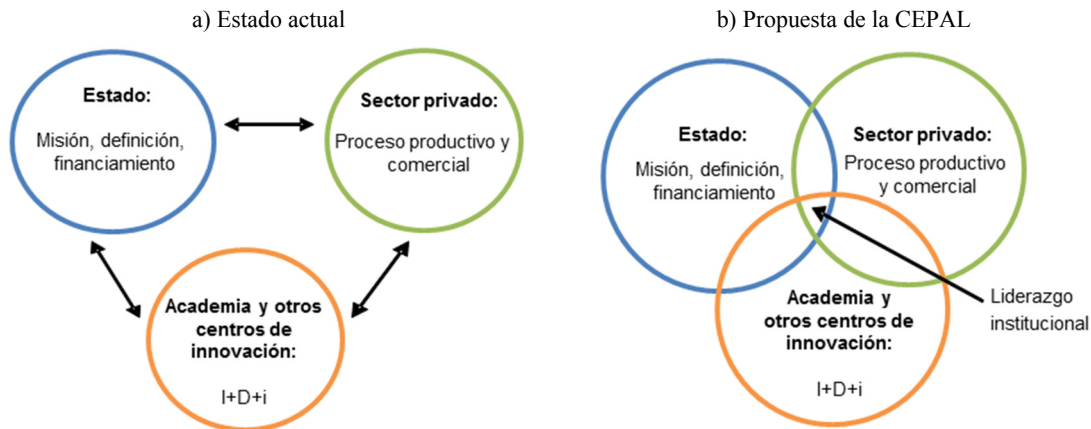 a) Estado actual
Estado:
Misión, definición,
financiamiento
Sector privado:
Proceso productivo y
comercial
Academia y otros
centros de
innovación:
I+D+i
b) Propuesta de la CEPAL
Estado:
Misión, definición,
financiamiento
Sector privado:
Proceso productivo
y comercial
Academia y
otros centros de
innovación:
I+D+i
Liderazgo
institucional